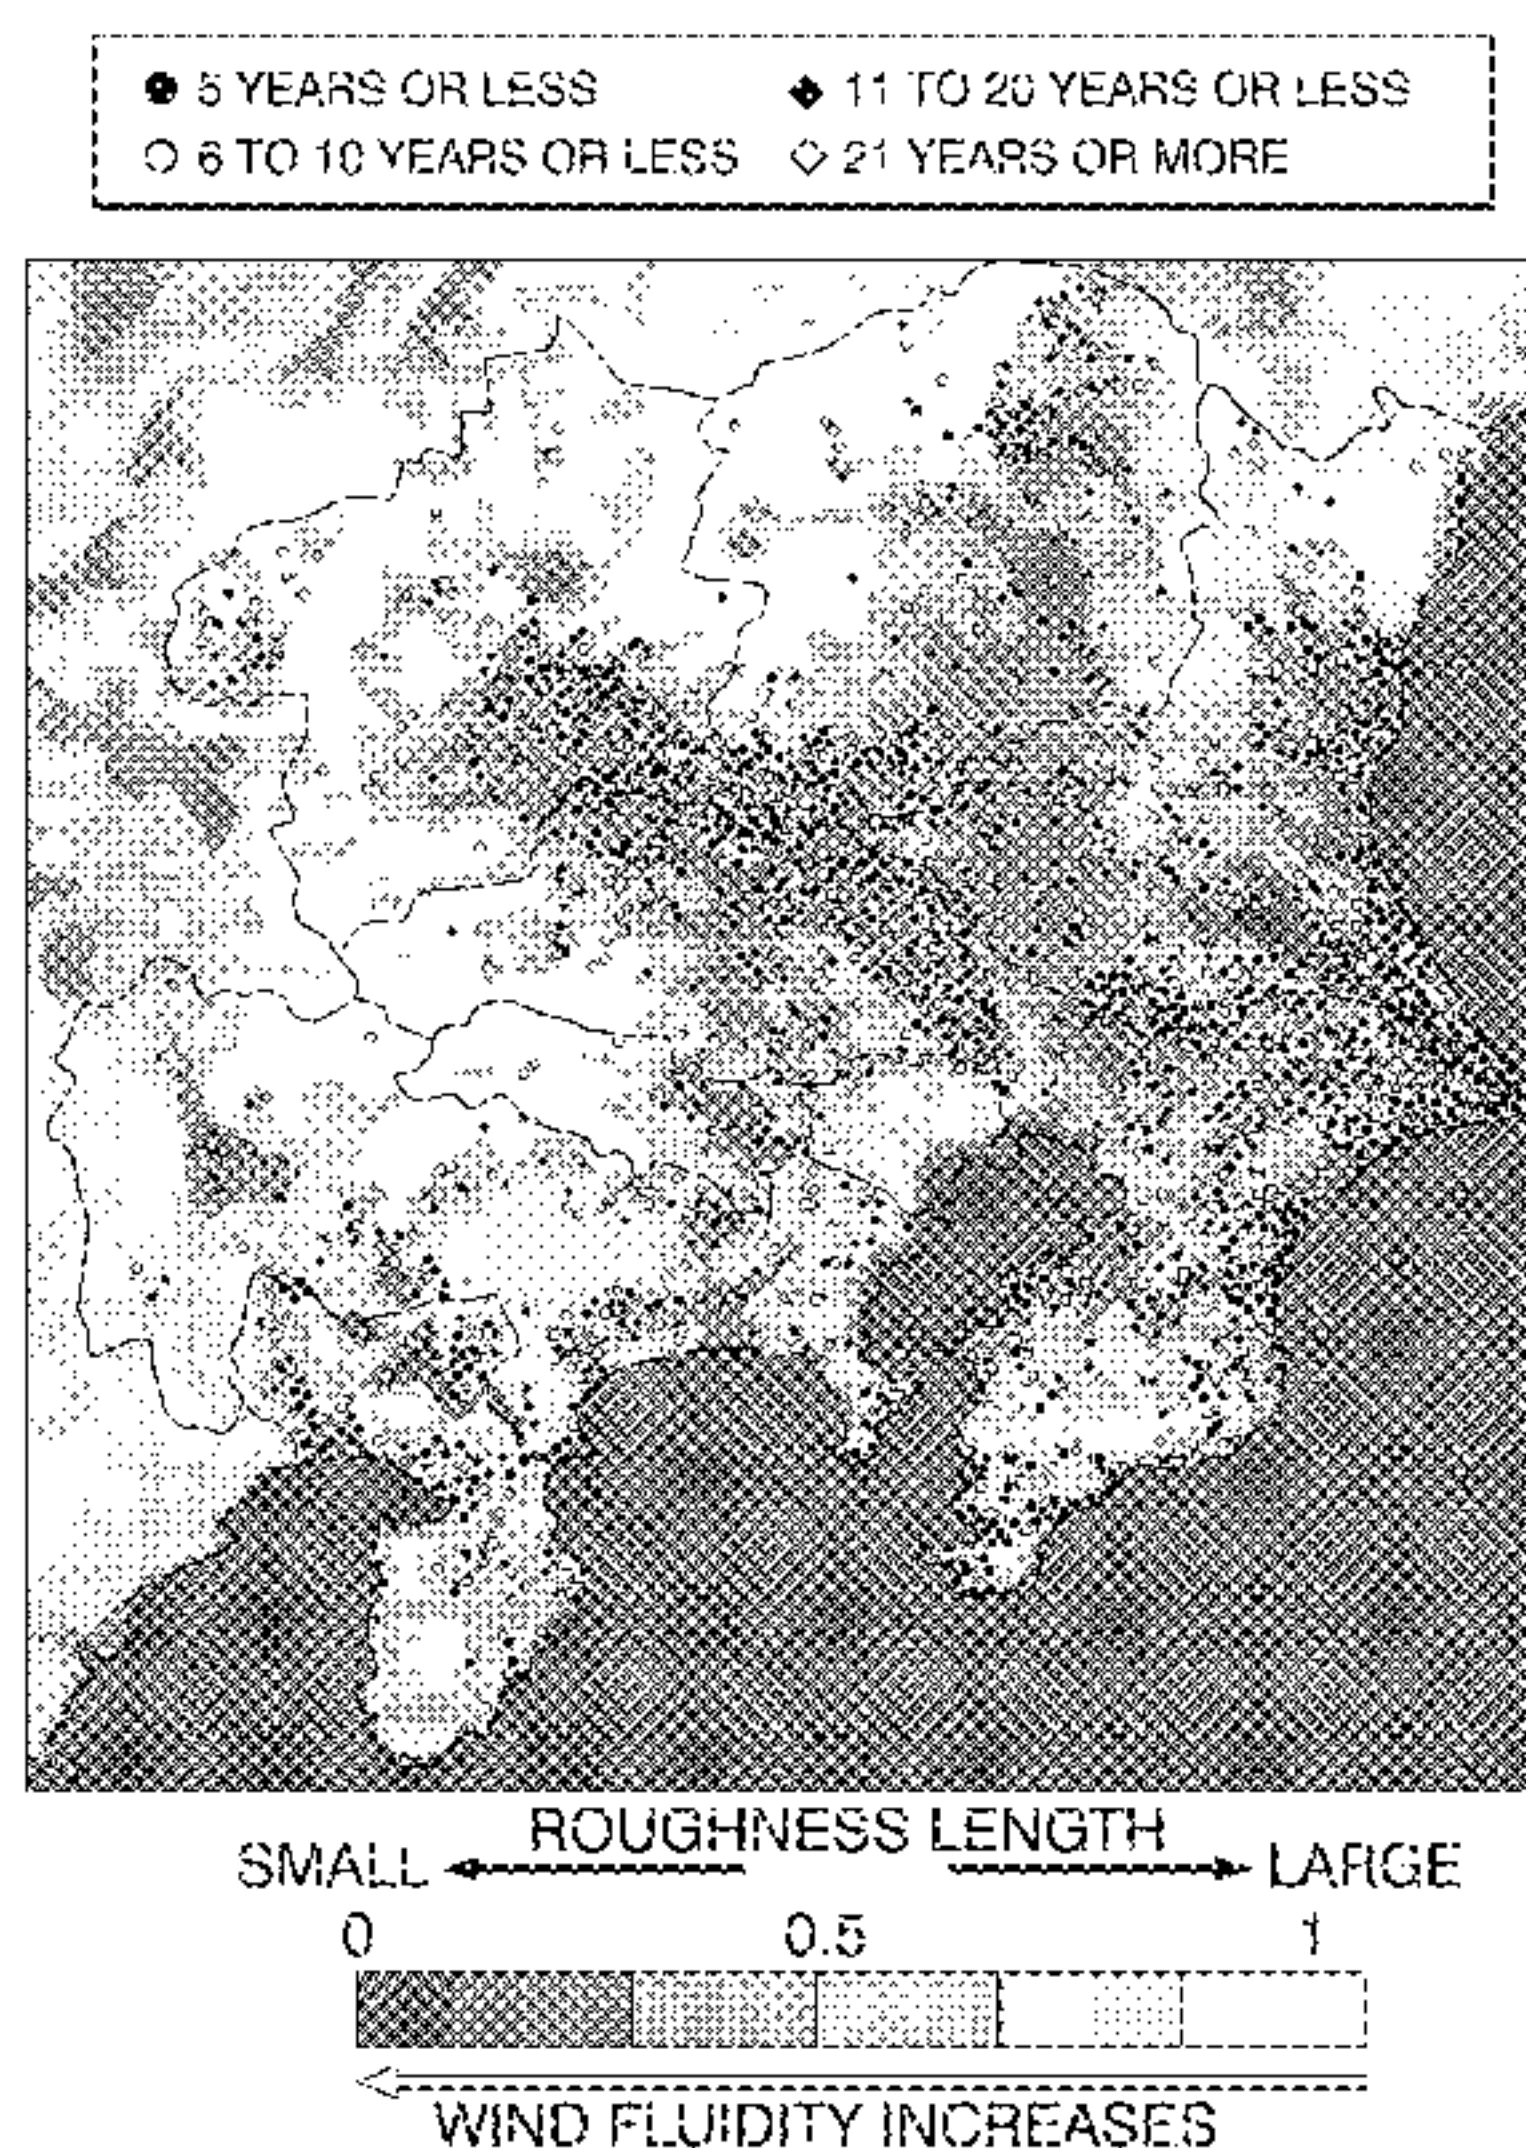 5 YEARS OR LESS
11 TO 20 YEARS OR LESS
6 TO 10 YEARS OR LESS
21 YEARS OR MORE
ROUGHNESS LENGTH
SMALL
LARGE
0 0.5 1
WIND FLUIDITY INCREASES